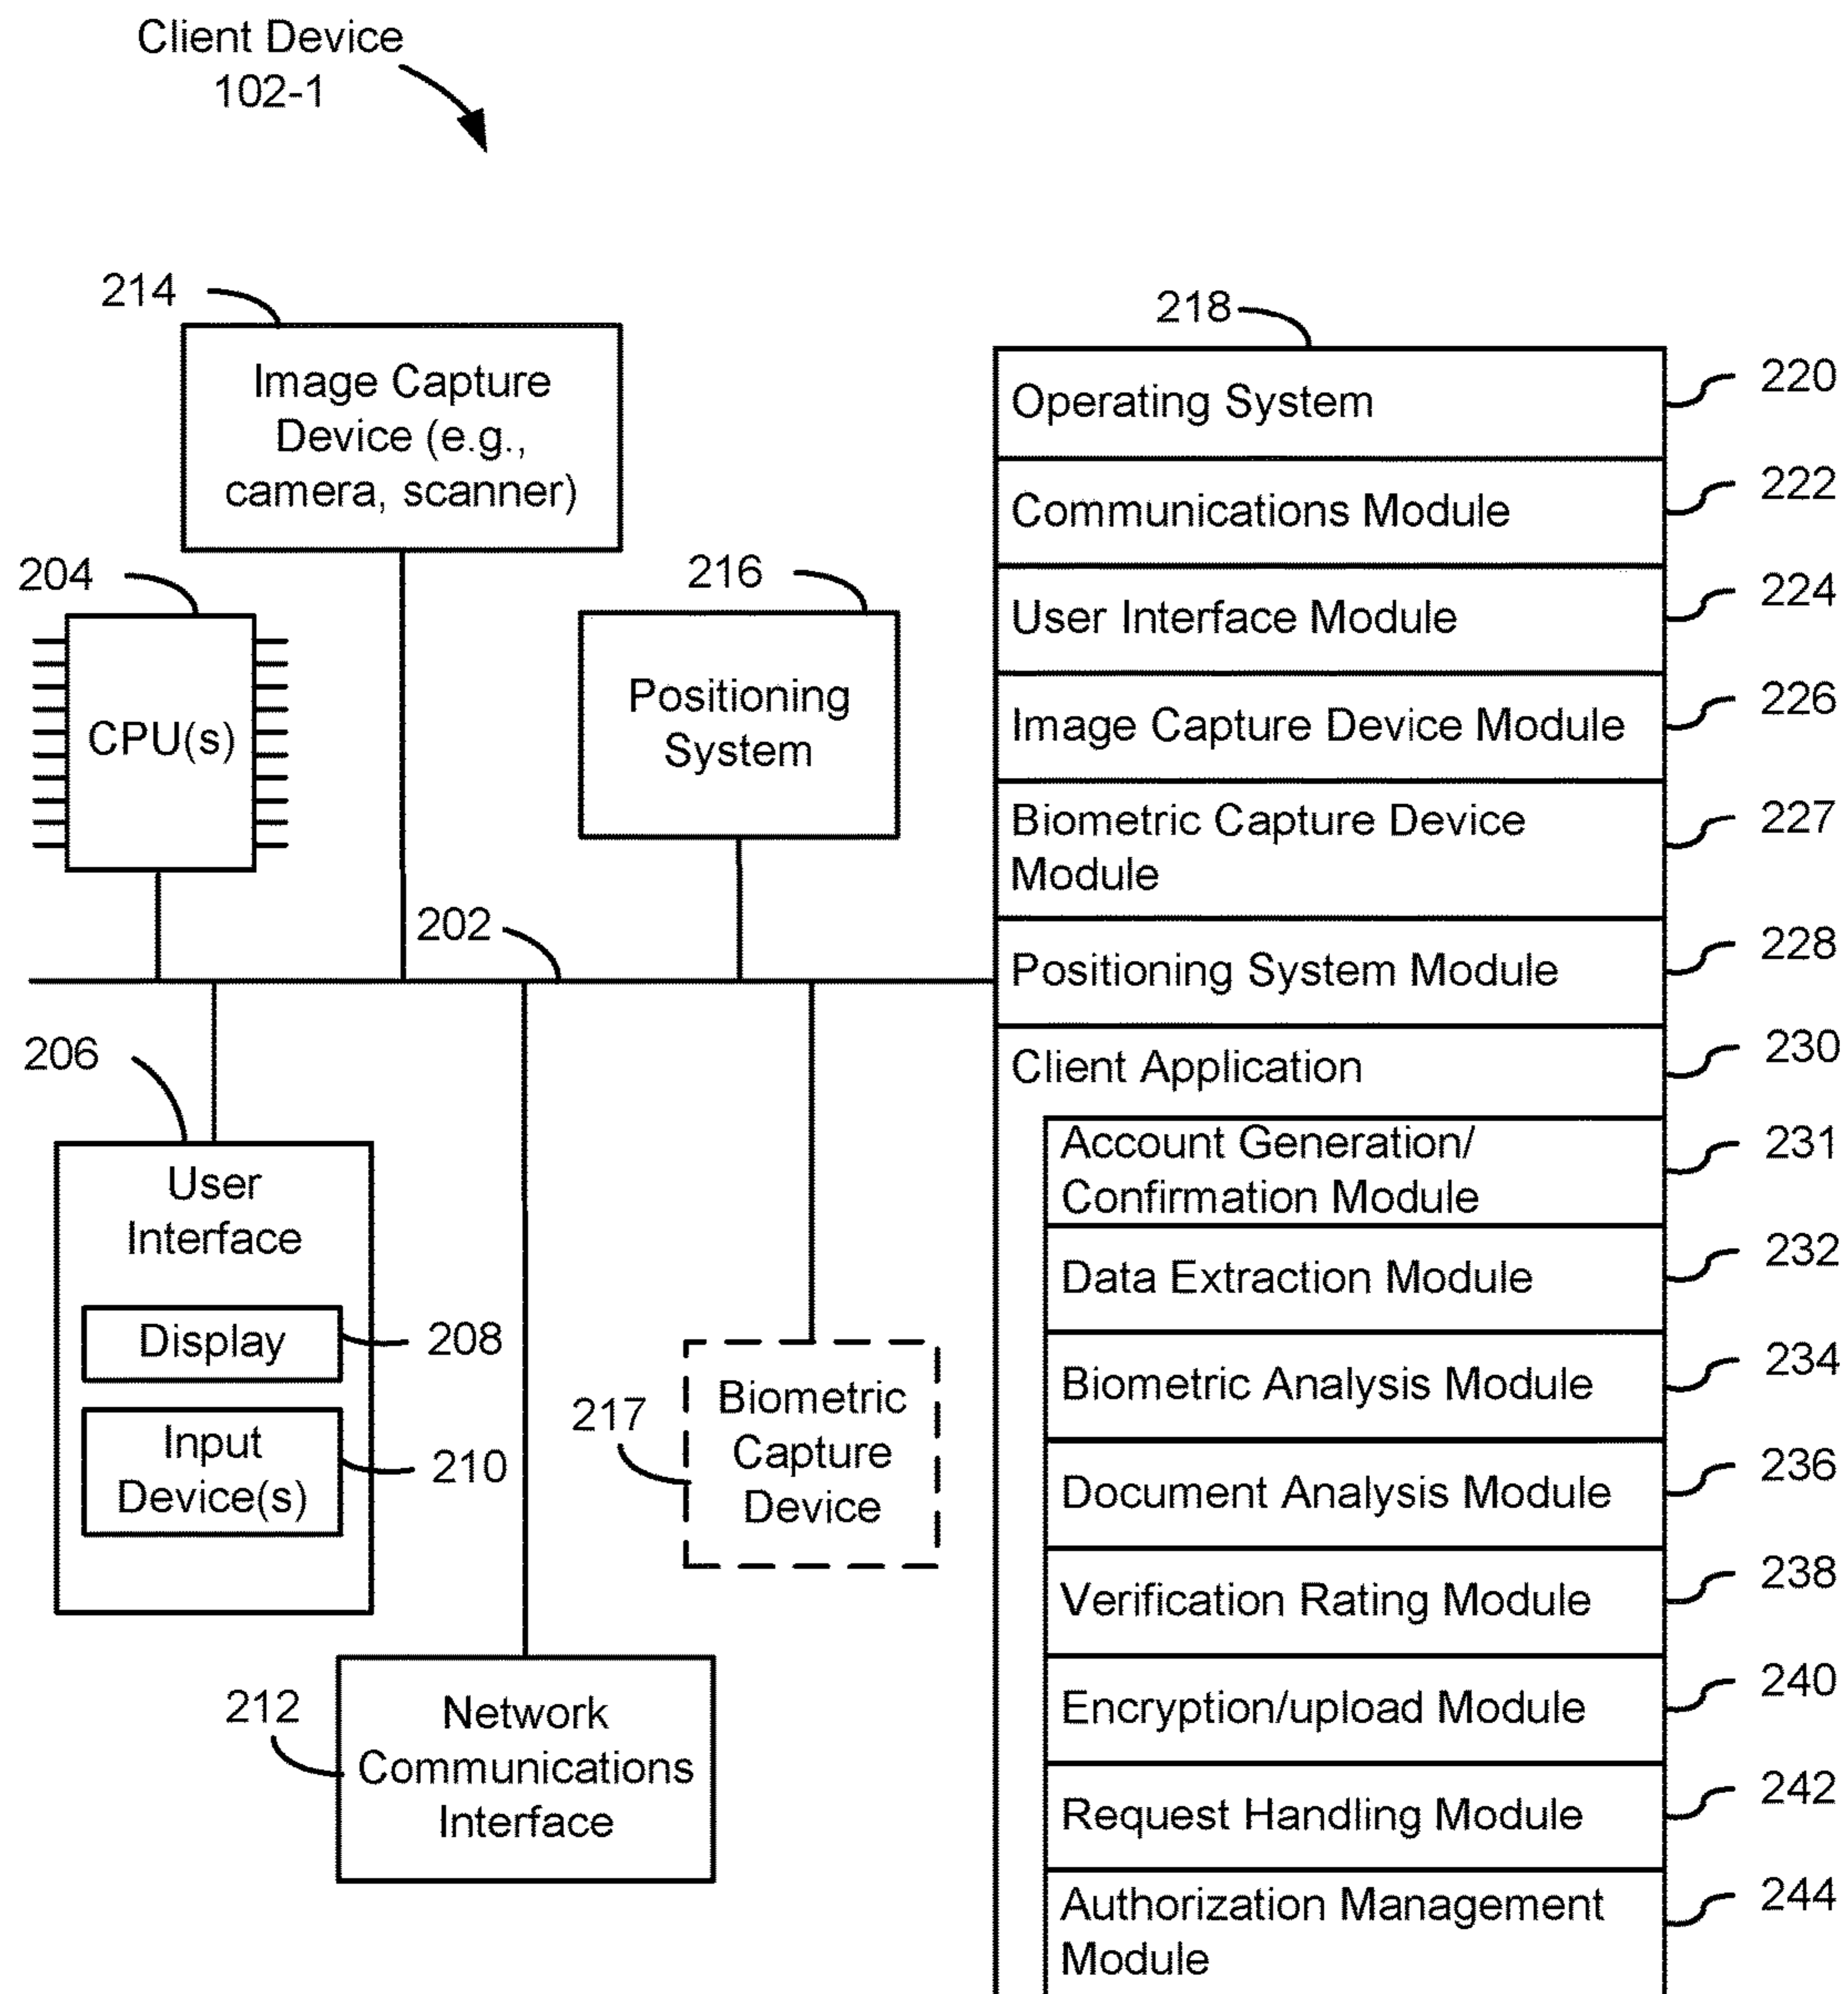 Client Device
102-1
214
Image Capture
Device (e.g.,
camera, scanner)
204
CPU(s)
216
Positioning
System
202
206
User
Interface
Display
208
Input
Device(s)
210
217
Biometric
Capture
Device
212
Network
Communications
Interface
218
Operating System
220
Communications Module
222
User Interface Module
224
Image Capture Device Module
226
Biometric Capture Device
Module
227
Positioning System Module
228
Client Application
230
Account Generation/
Confirmation Module
231
Data Extraction Module
232
Biometric Analysis Module
234
Document Analysis Module
236
Verification Rating Module
238
Encryption/upload Module
240
Request Handling Module
242
Authorization Management
Module
244